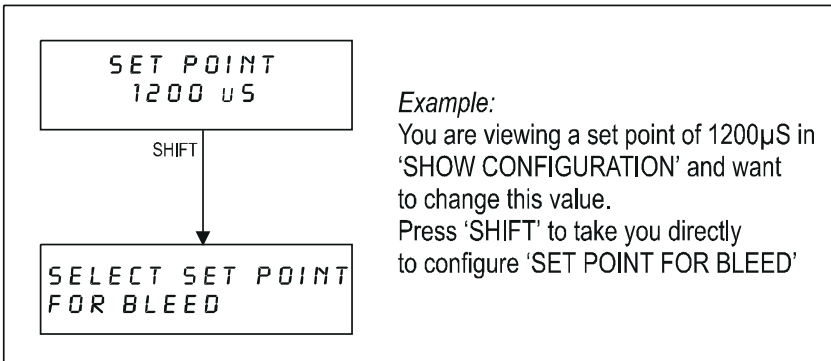 SET POINT
1200 uS
SHIFT
SELECT SET POINT
FOR BLEED
Example:
You are viewing a set point of 1200µS in
‘SHOW CONFIGURATION’ and want
to change this value.
Press ‘SHIFT’ to take you directly
to configure ‘SET POINT FOR BLEED’